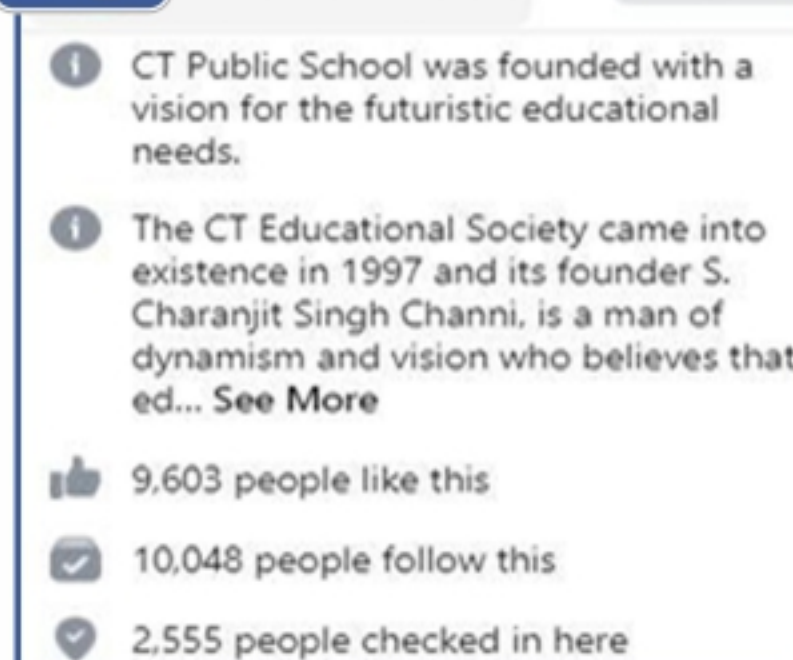 CT Public School was founded with a
vision for the futuristic educational
needs.
The CT Educational Society came into
existence in 1997 and its founder S.
Charanjit Singh Channi, is a man of
dynamism and vision who believes that
ed... See More
9,603 people like this
10,048 people follow this
2,555 people checked in here